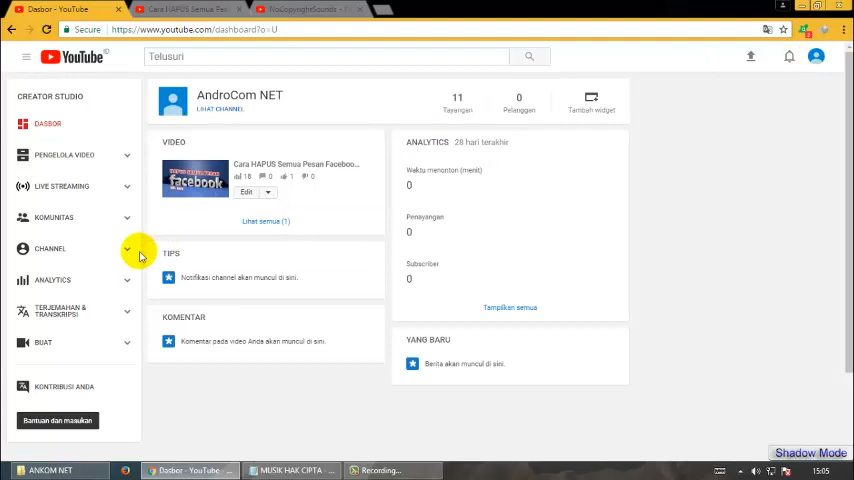 Dasbor - YouTube
Cara HAPUS Semua Pes
NoCopyrightSounds -
Secure
https://www.youtube.com/dashboard?o=U
YouTube ID
Telusuri
CREATOR STUDIO
DASBOR
PENGELOLA VIDEO
LIVE STREAMING
KOMUNITAS
CHANNEL
ANALYTICS
TERJEMAHAN &
TRANSKRIPSI
BUAT
KONTRIBUSI ANDA
Bantuan dan masukan
AndroCom NET
LIHAT CHANNEL
11
Tayangan
0
Pelanggan
Tambah widget
VIDEO
Cara HAPUS Semua Pesan Faceboo...
18 0 1 0
Edit
facebook
Lihat semua (1)
TIPS
Notifikasi channel akan muncul di sini.
KOMENTAR
Komentar pada video Anda akan muncul di sini.
ANALYTICS 28 hari terakhir
Waktu menonton (menit)
0
Penayangan
0
Subscriber
0
Tampilkan semua
YANG BARU
Berita akan muncul di sini.
Shadow Mode
ANKOM NET
Dasbor - YouTube - ...
MUSIK HAK CIPTA - ...
Recording...
15:05